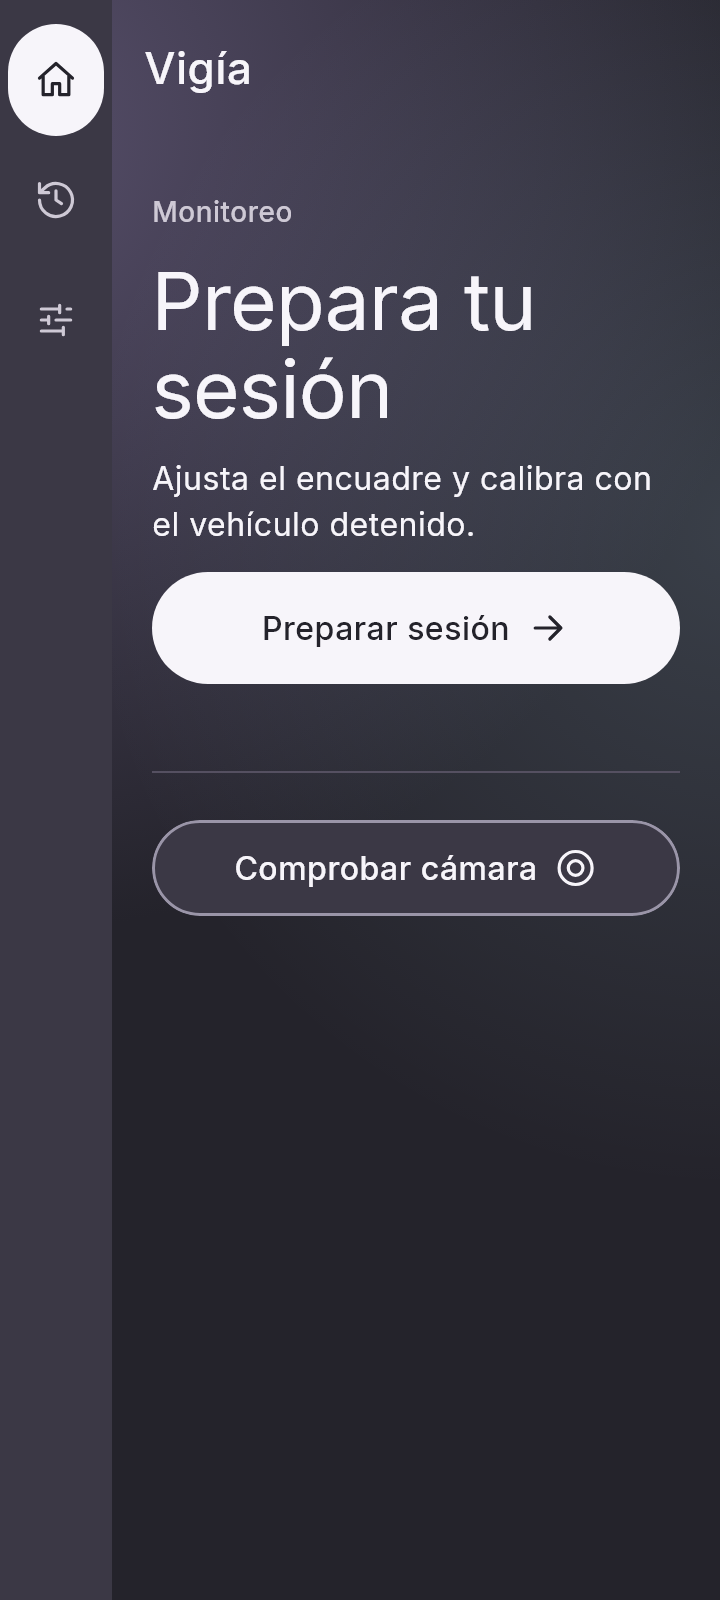 Vigía
Monitoreo
Prepara tu
sesión
Ajusta el encuadre y calibra con
el vehículo detenido.
Preparar sesión
Comprobar cámara